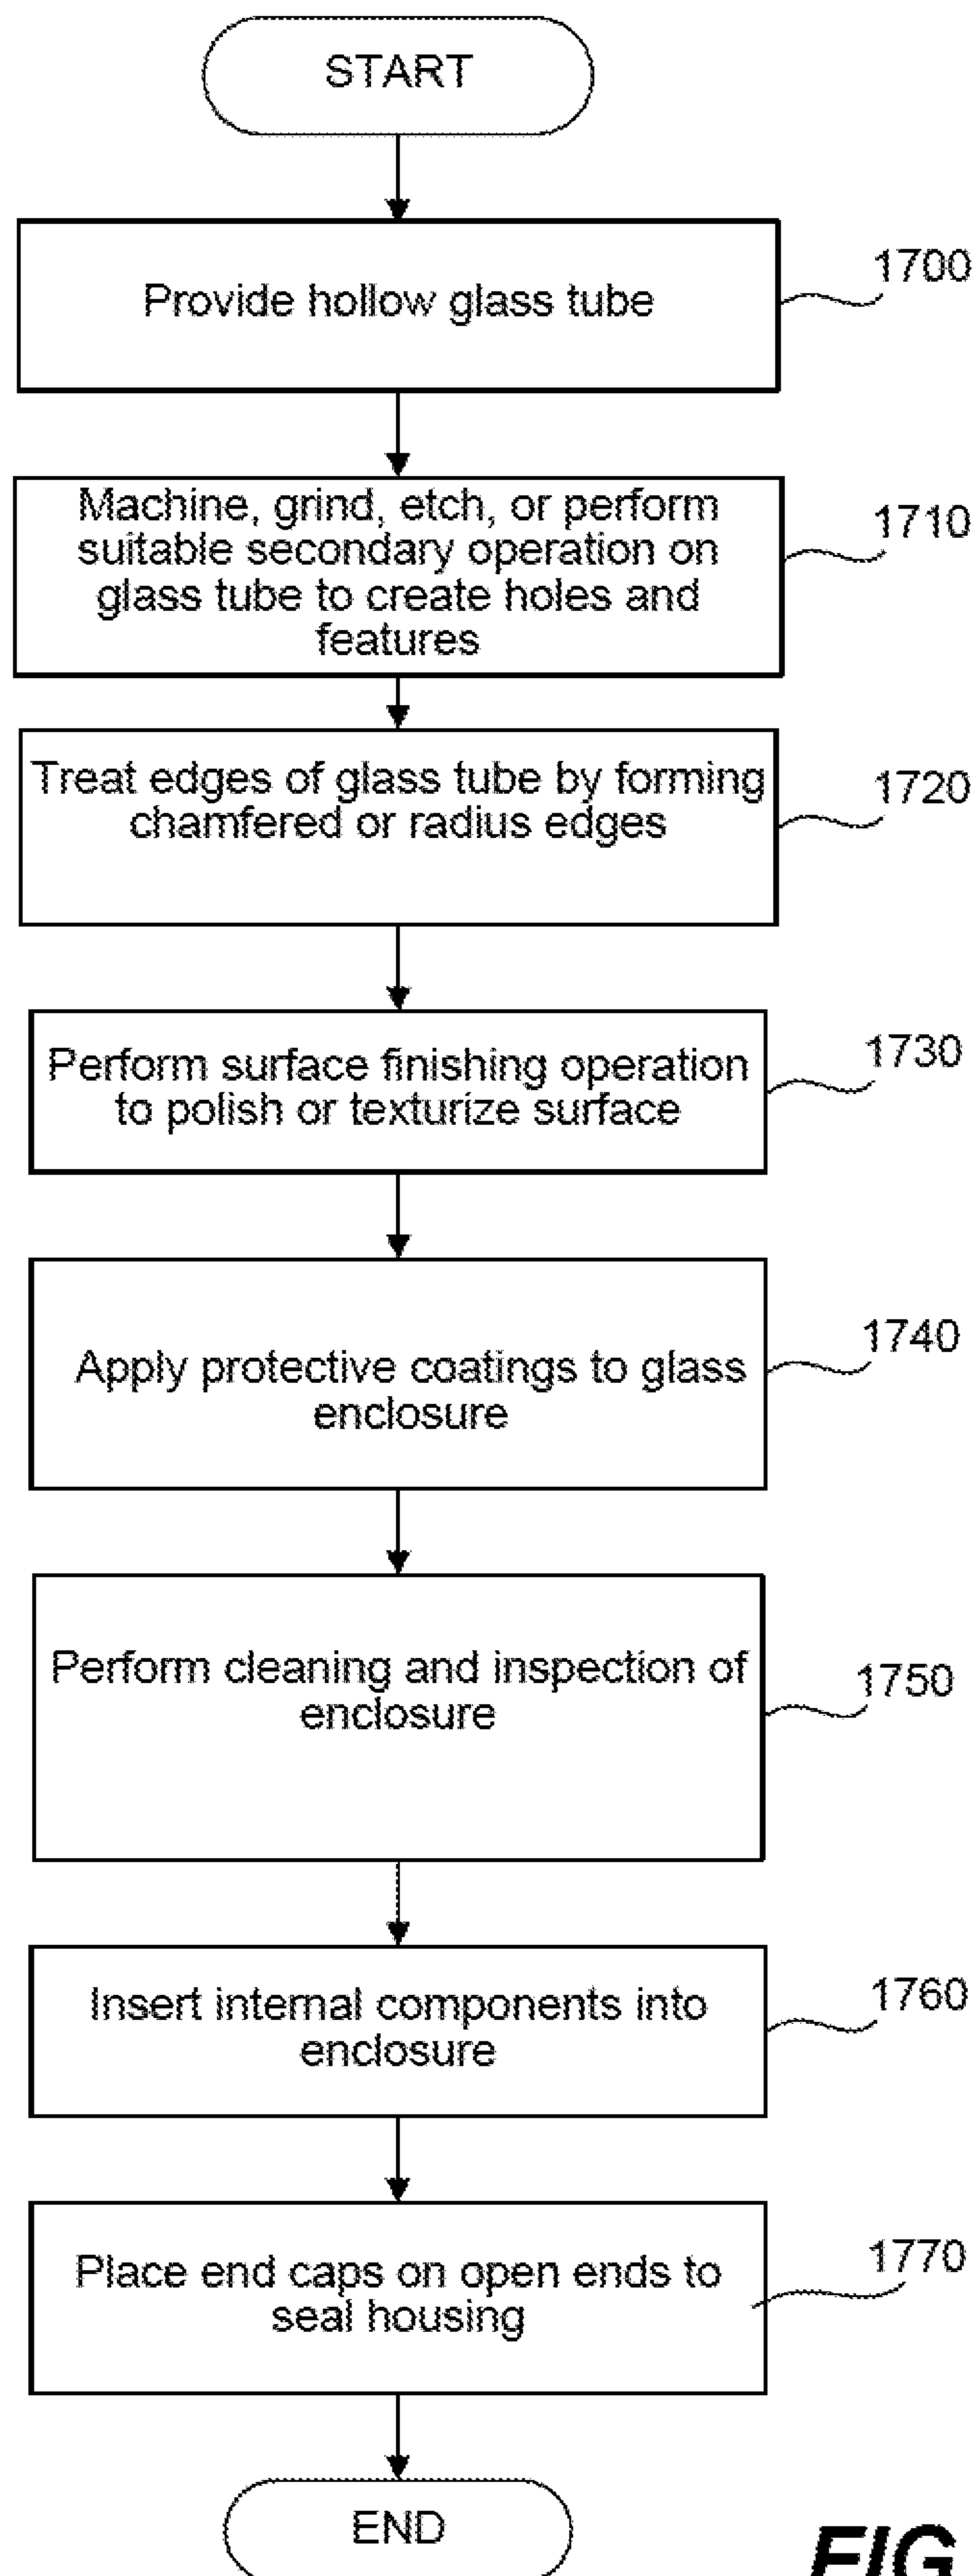 START
Provide hollow glass tube
1700
Machine, grind, etch, or perform
suitable secondary operation on
glass tube to create holes and
features
1710
Treat edges of glass tube by forming
chamfered or radius edges
1720
Perform surface finishing operation
to polish or texturize surface
1730
Apply protective coatings to glass
enclosure
1740
Perform cleaning and inspection of
enclosure
1750
Insert internal components into
enclosure
1760
Place end caps on open ends to
seal housing
1770
END
FIG